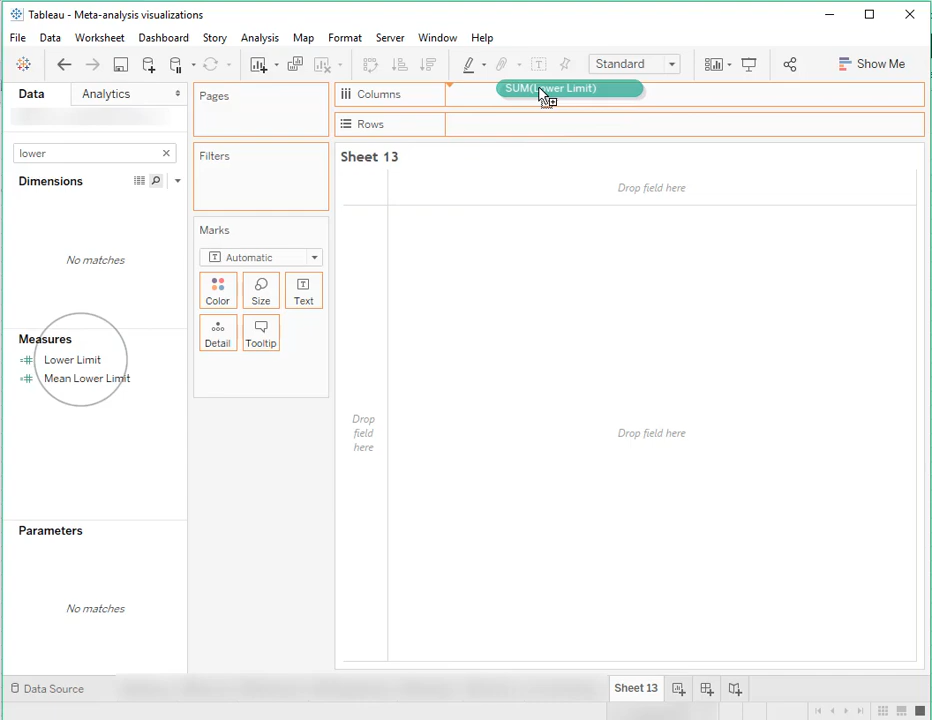 Tableau - Meta-analysis visualizations
File Data Worksheet Dashboard Story Analysis Map Format Server Window Help
Standard
Show Me
Data Analytics
Pages
Columns
SUM(Lower Limit)
Rows
lower
Filters
Sheet 13
Dimensions
Drop field here
No matches
Marks
Automatic
Color Size Text
Detail Tooltip
Measures
Lower Limit
Mean Lower Limit
Drop
field
here
Drop field here
Parameters
No matches
Data Source
Sheet 13